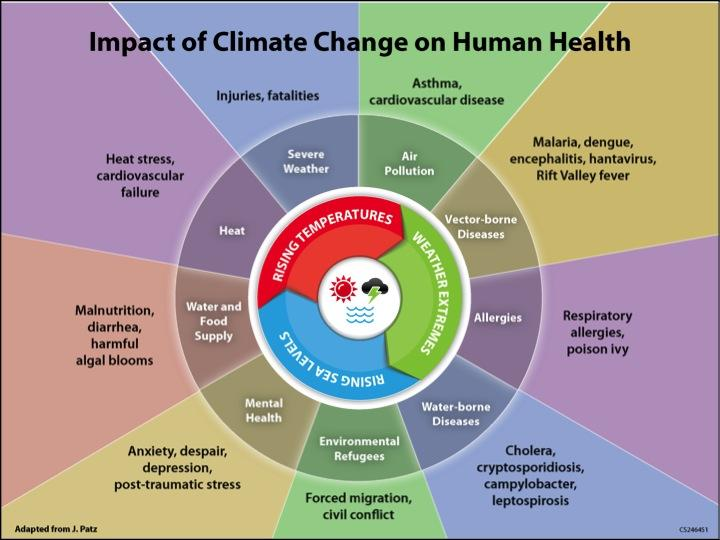 Impact of Climate Change on Human Health
Injuries, fatalities
Asthma,
cardiovascular disease
Malaria, dengue,
encephalitis, hantavirus,
Rift Valley fever
Heat stress,
cardiovascular
failure
Severe
Weather
Air
Pollution
Heat
Vector-borne
Diseases
RISING TEMPERATURES
WEATHER EXTREMES
RISING SEA LEVELS
Malnutrition,
diarrhea,
harmful
algal blooms
Water and
Food
Supply
Allergies
Respiratory
allergies,
poison ivy
Mental
Health
Water-borne
Diseases
Environmental
Refugees
Anxiety, despair,
depression,
post-traumatic stress
Forced migration,
civil conflict
Cholera,
cryptosporidiosis,
campylobacter,
leptospirosis
Adapted from J. Patz
CS246451